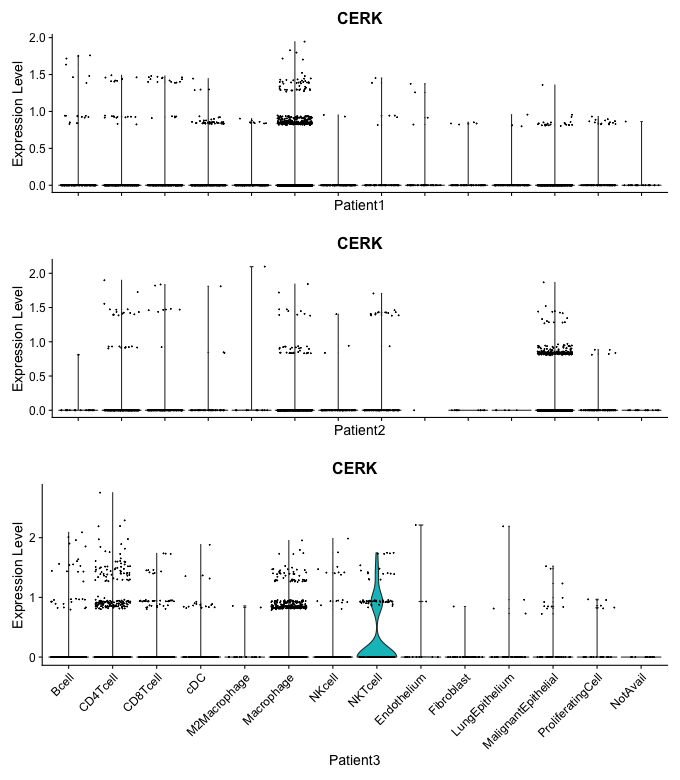 CERK
Expression Level
2.0
1.5
1.0
0.5
0.0
Patient1
CERK
Expression Level
2.0
1.5
1.0
0.5
0.0
Patient2
CERK
Expression Level
2
1
0
Bcell
CD4Tcell
CD8Tcell
cDC
M2Macrophage
Macrophage
NKcell
NKTcell
Endothelium
Fibroblast
LungEpithelium
MalignantEpithelial
ProliferatingCell
NotAvail
Patient3